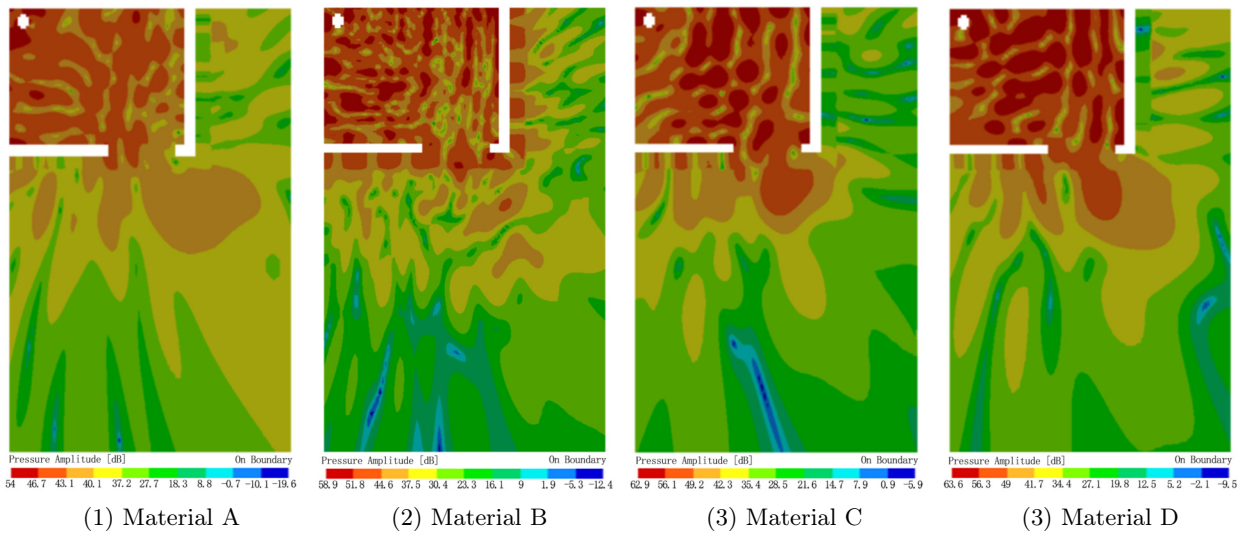 Pressure Amplitude [dB] On Boundary
54 46.7 43.1 40.1 37.2 27.7 18.3 8.8 -0.7 -10.1 -19.6
(1) Material A
Pressure Amplitude [dB] On Boundary
58.9 51.8 44.6 37.5 30.4 23.3 16.1 9 1.9 -5.3 -12.4
(2) Material B
Pressure Amplitude [dB] On Boundary
62.9 56.1 49.2 42.3 35.4 28.5 21.6 14.7 7.9 0.9 -5.9
(3) Material C
Pressure Amplitude [dB] On Boundary
63.6 56.3 49 41.7 34.4 27.1 19.8 12.5 5.2 -2.1 -9.5
(3) Material D